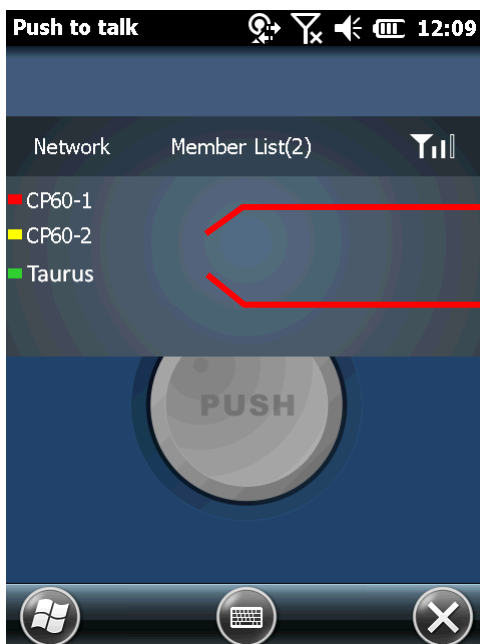 Push to talk 12:09
Network Member List(2)
CP60-1
CP60-2
Taurus
PUSH